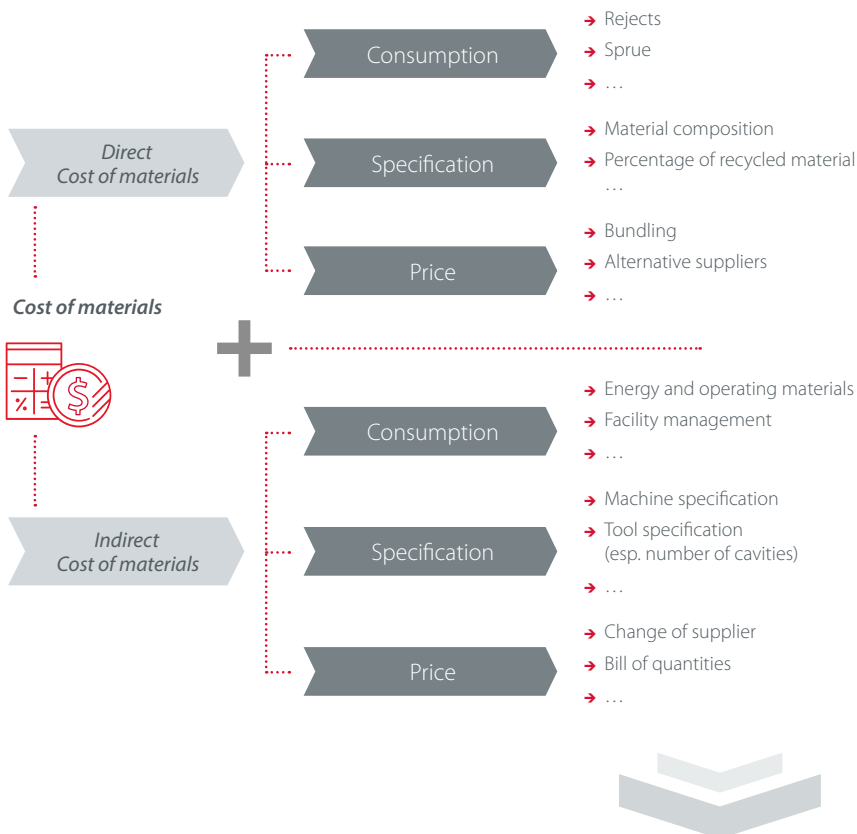 Rejects
Consumption
Sprue
…
Direct
Cost of materials
Material composition
Specification
Percentage of recycled material
…
Bundling
Price
Alternative suppliers
…
Cost of materials
Energy and operating materials
Consumption
Facility management
…
Indirect
Cost of materials
Machine specification
Specification
Tool specification
(esp. number of cavities)
…
Change of supplier
Price
Bill of quantities
…